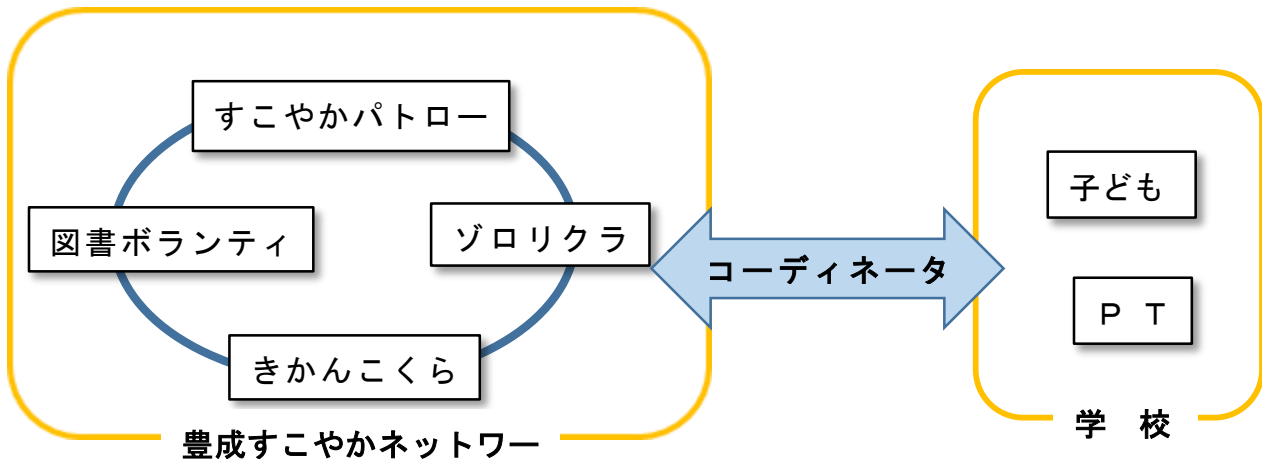 すこやかパトロー
図書ボランティ
ゾロリクラ
きかんこくら
豊成すこやかネットワー
コーディネータ
子ども
ＰＴ
学校